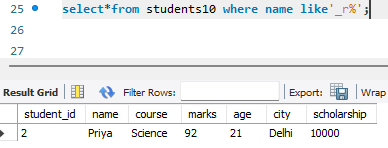 25 select*from students10 where name like'_r%';
26
27
Result Grid Filter Rows: Export: Wrap
student_id name course marks age city scholarship
2 Priya Science 92 21 Delhi 10000